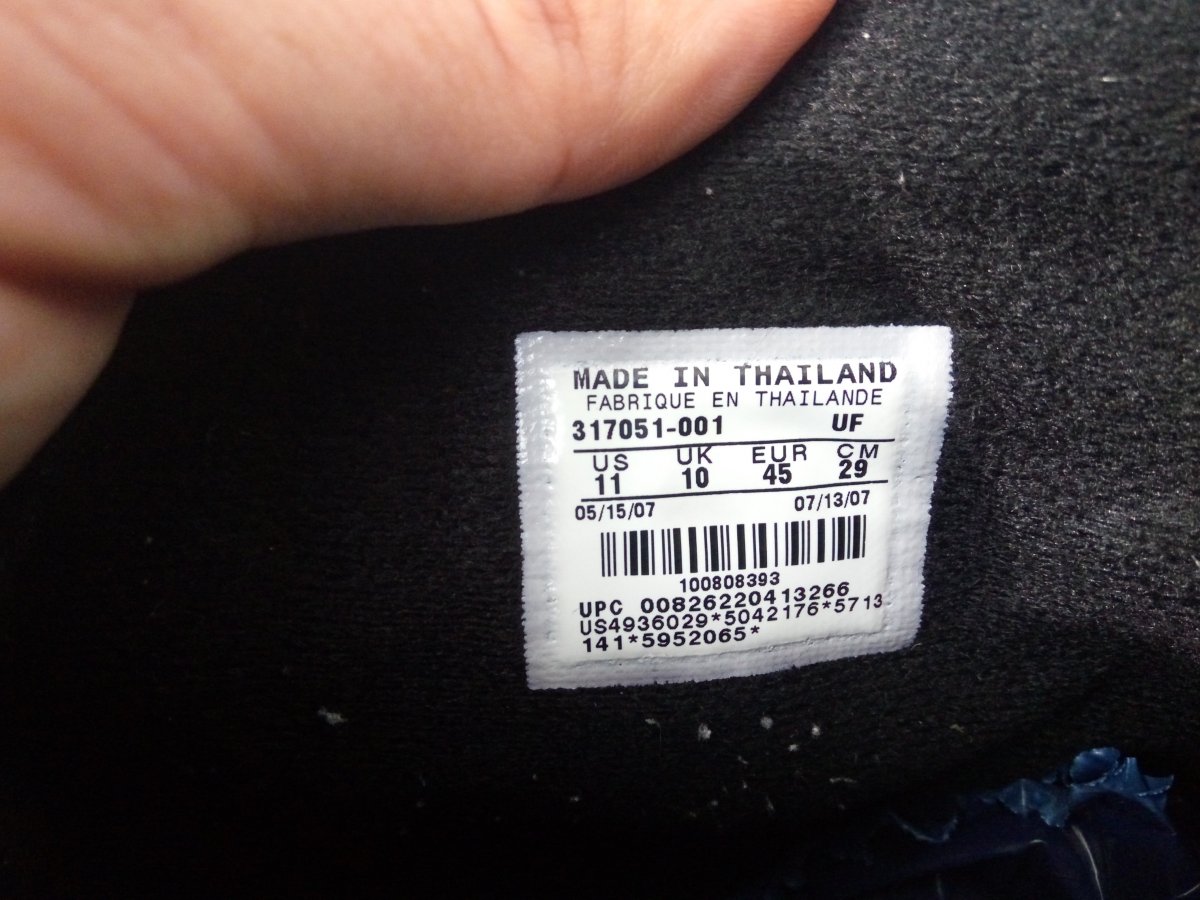 MADE IN THAILAND
FABRIQUE EN THAILANDE
317051-001 UF
US UK EUR CM
11 10 45 29
05/15/07 07/13/07
100808393
UPC 00826220413266
US4936029*5042176*5713
141*5952065*